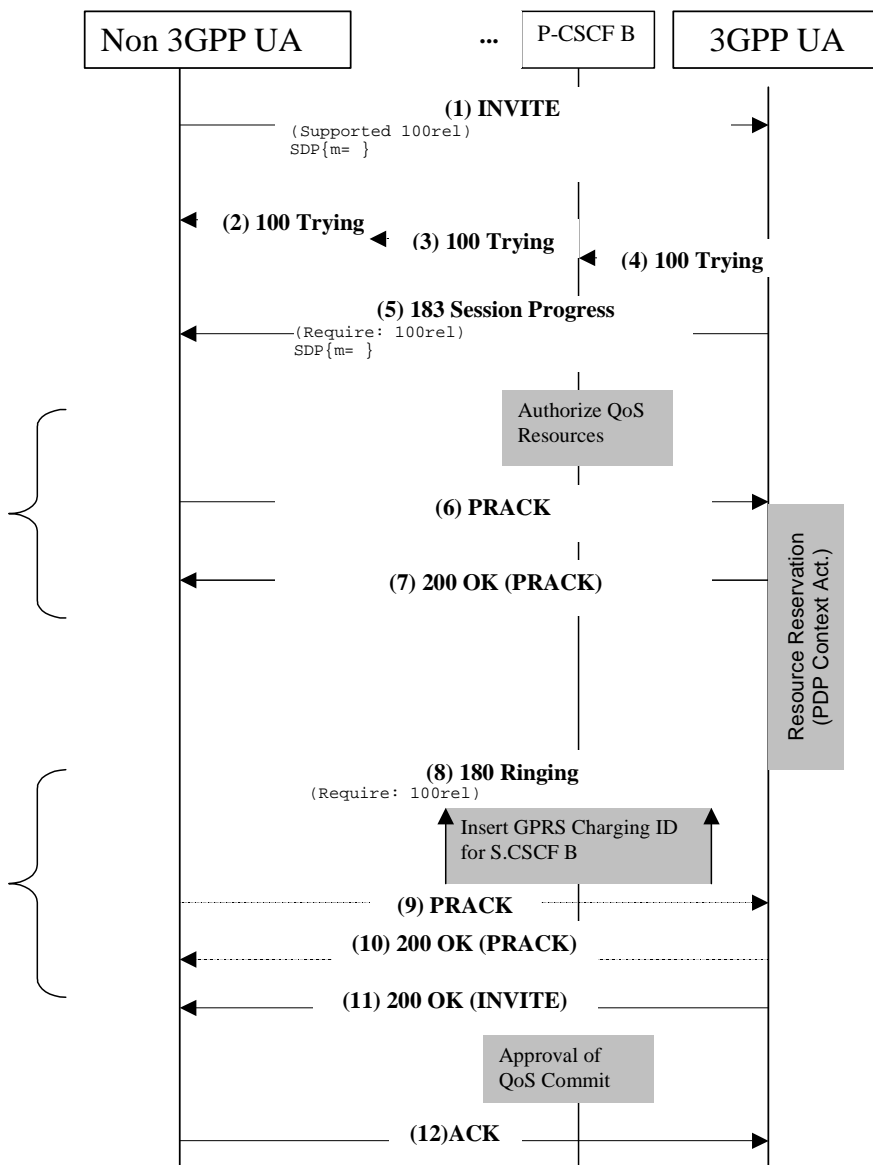 Non 3GPP UA
...
P-CSCF B
3GPP UA
(1) INVITE
(Supported 100rel)
SDP{m= }
(2) 100 Trying
(3) 100 Trying
(4) 100 Trying
(5) 183 Session Progress
(Require: 100rel)
SDP{m= }
Authorize QoS
Resources
(6) PRACK
(7) 200 OK (PRACK)
Resource Reservation
(PDP Context Act.)
(8) 180 Ringing
(Require: 100rel)
Insert GPRS Charging ID
for S.CSCF B
(9) PRACK
(10) 200 OK (PRACK)
(11) 200 OK (INVITE)
Approval of
QoS Commit
(12)ACK